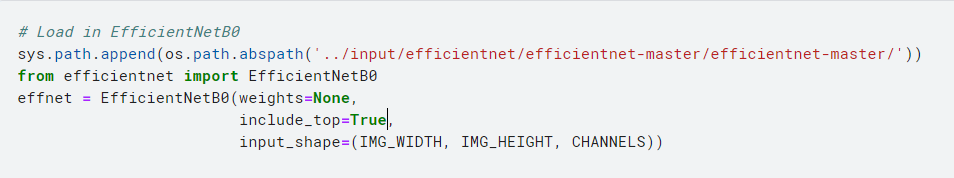 # Load in EfficientNetB0
sys.path.append(os.path.abspath('../input/efficientnet/efficientnet-master/efficientnet-master/'))
from efficientnet import EfficientNetB0
effnet = EfficientNetB0(weights=None,
                        include_top=True,
                        input_shape=(IMG_WIDTH, IMG_HEIGHT, CHANNELS))